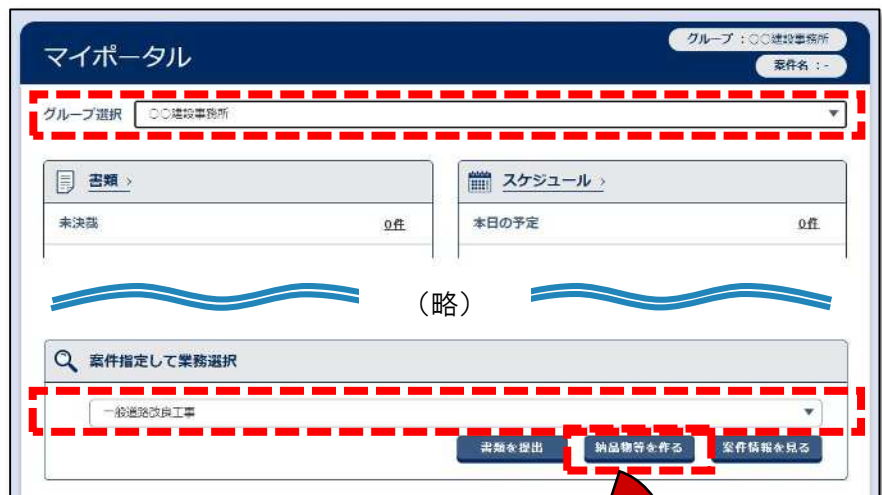 マイポータル
グループ：○○建設事務所
案件名：-
グループ選択 ○○建設事務所
書類 >
スケジュール >
未決裁 0件
本日の予定 0件
（略）
案件指定して業務選択
一般道路改良工事
書類を提出 納品物等を作る 案件情報を見る